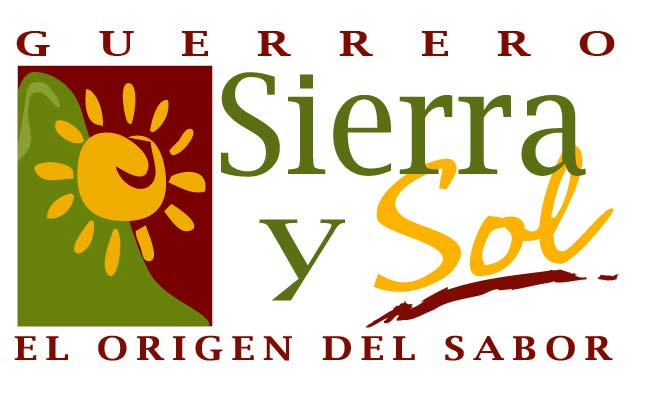 GUERRERO
Sierra
y Sol
EL ORIGEN DEL SABOR